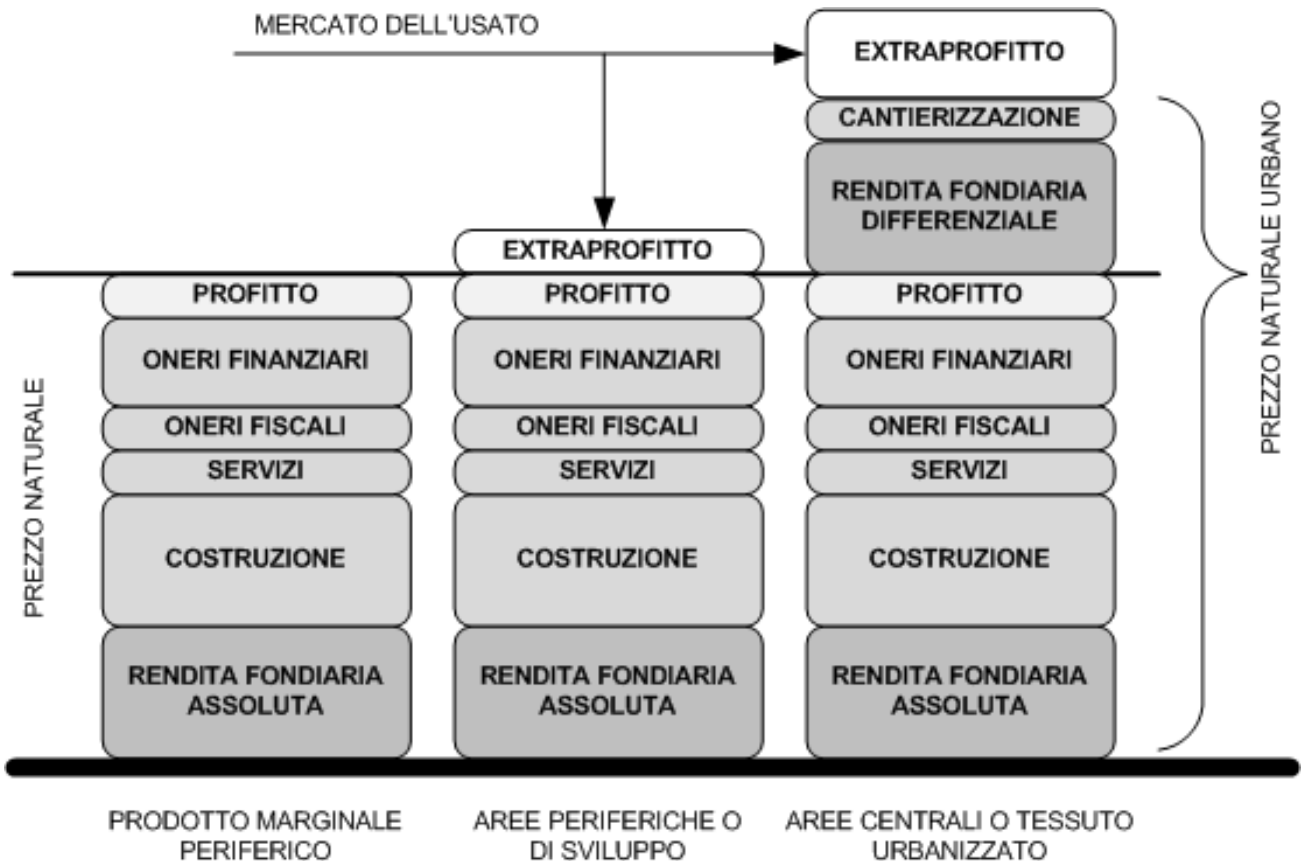 MERCATO DELL'USATO
EXTRAPROFITTO
CANTIERIZZAZIONE
RENDITA FONDIARIA
DIFFERENZIALE
EXTRAPROFITTO
PROFITTO
PROFITTO
PROFITTO
ONERI FINANZIARI
ONERI FINANZIARI
ONERI FINANZIARI
ONERI FISCALI
ONERI FISCALI
ONERI FISCALI
SERVIZI
SERVIZI
SERVIZI
COSTRUZIONE
COSTRUZIONE
COSTRUZIONE
RENDITA FONDIARIA
ASSOLUTA
RENDITA FONDIARIA
ASSOLUTA
RENDITA FONDIARIA
ASSOLUTA
PREZZO NATURALE
PREZZO NATURALE URBANO
PRODOTTO MARGINALE
PERIFERICO
AREE PERIFERICHE O
DI SVILUPPO
AREE CENTRALI O TESSUTO
URBANIZZATO